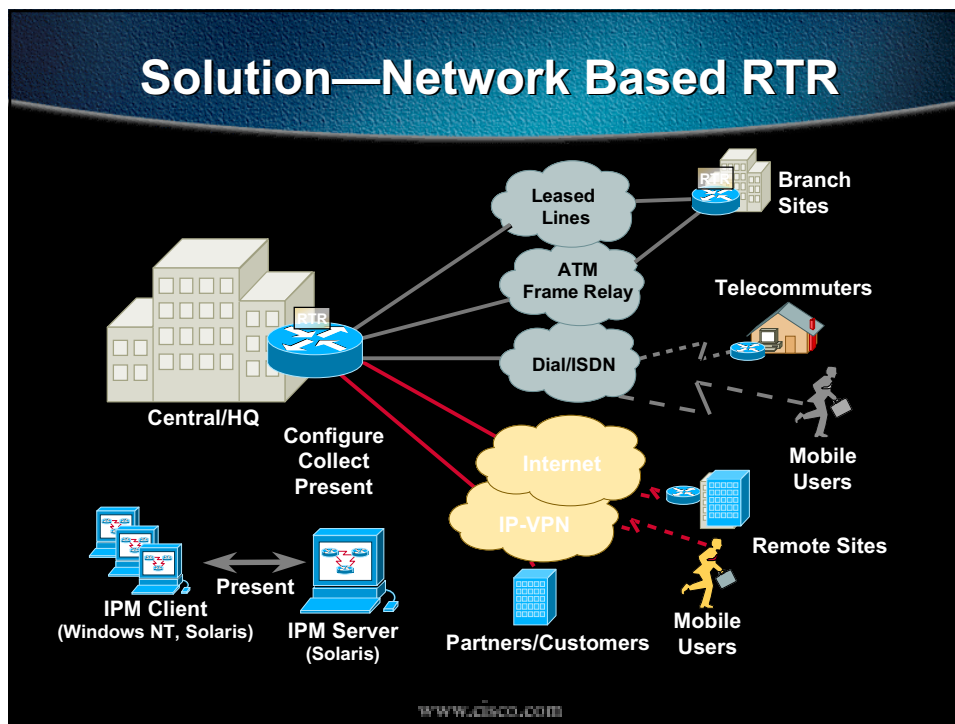 Solution—Network Based RTR
Leased
Lines
RTR
Branch
Sites
ATM
Frame Relay
Telecommuters
RTR
Dial/ISDN
Central/HQ
Configure
Collect
Present
Internet
Mobile
Users
IP-VPN
Remote Sites
Present
IPM Client
(Windows NT, Solaris)
IPM Server
(Solaris)
Partners/Customers
Mobile
Users
www.cisco.com